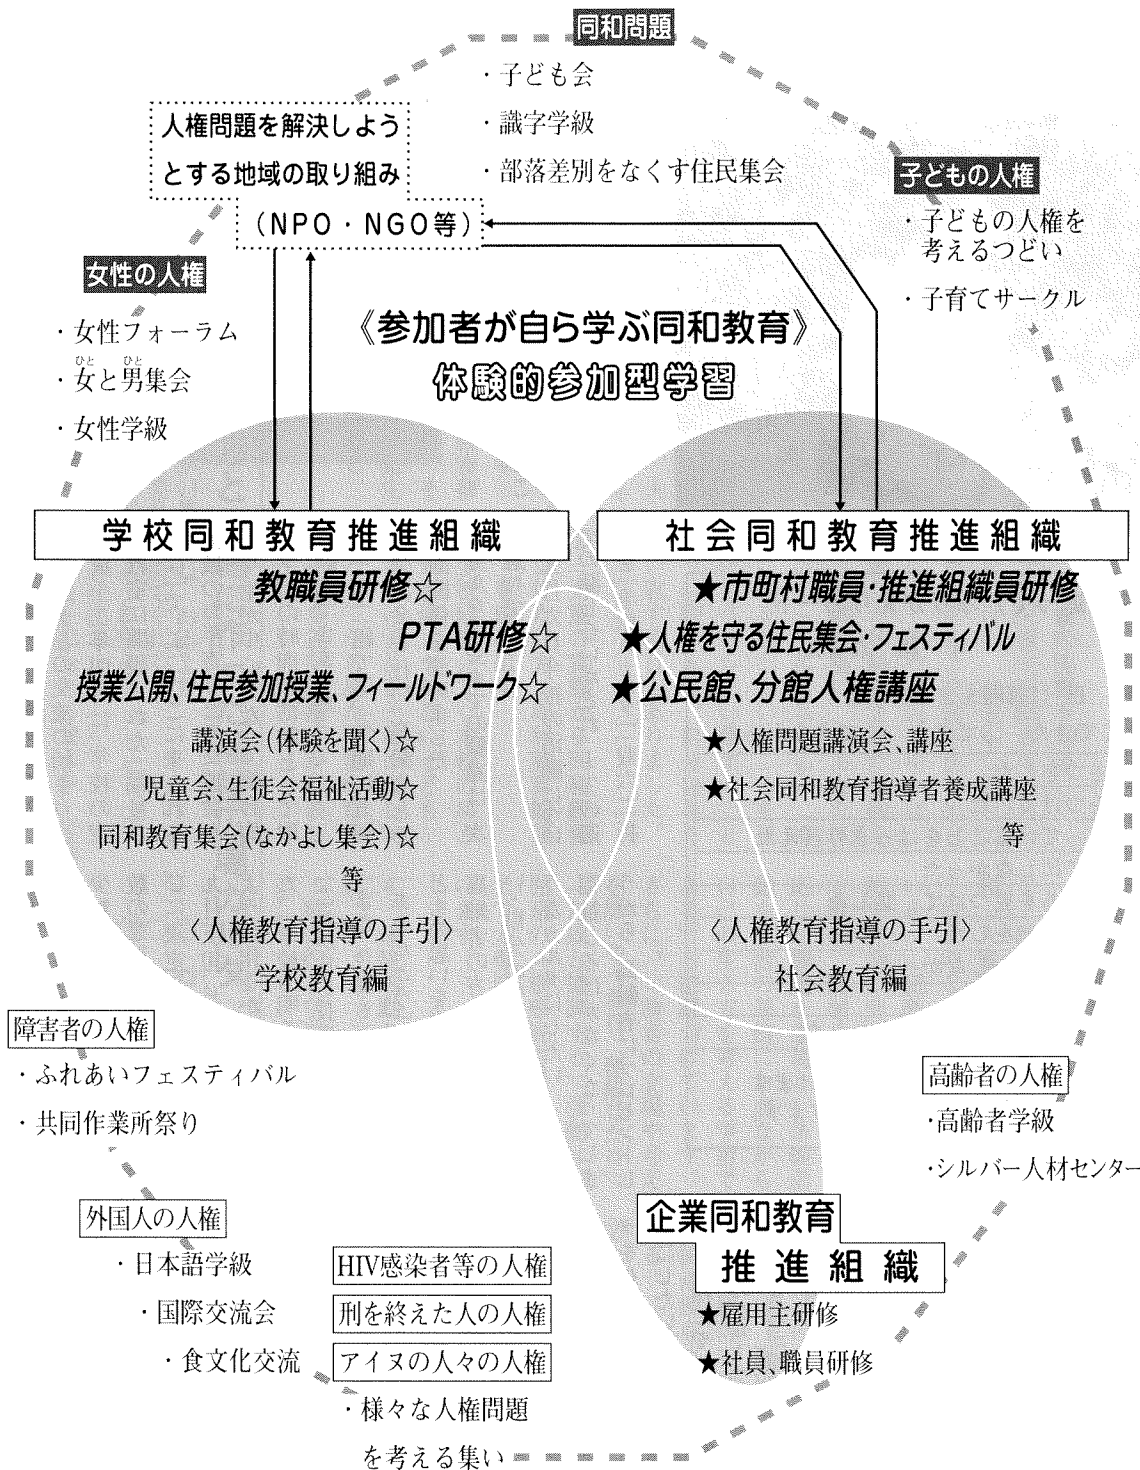 同和問題
・子ども会
・識字学級
・部落差別をなくす住民集会
人権問題を解決しよう
とする地域の取り組み
(NPO・NGO等)
子どもの人権
・子どもの人権を
考えるつどい
・子育てサークル
女性の人権
・女性フォーラム
ひと ひと
・女と男集会
・女性学級
《参加者が自ら学ぶ同和教育》
体験的参加型学習
学校同和教育推進組織
教職員研修☆
PTA研修☆
授業公開、住民参加授業、フィールドワーク☆
講演会(体験を聞く)☆
児童会、生徒会福祉活動☆
同和教育集会(なかよし集会)☆
等
〈人権教育指導の手引〉
学校教育編
社会同和教育推進組織
★市町村職員・推進組織員研修
★人権を守る住民集会・フェスティバル
★公民館、分館人権講座
★人権問題講演会、講座
★社会同和教育指導者養成講座
等
〈人権教育指導の手引〉
社会教育編
障害者の人権
・ふれあいフェスティバル
・共同作業所祭り
高齢者の人権
・高齢者学級
・シルバー人材センター
外国人の人権
・日本語学級
・国際交流会
・食文化交流
HIV感染者等の人権
刑を終えた人の人権
アイヌの人々の人権
・様々な人権問題
を考える集い
企業同和教育
推進組織
★雇用主研修
★社員、職員研修